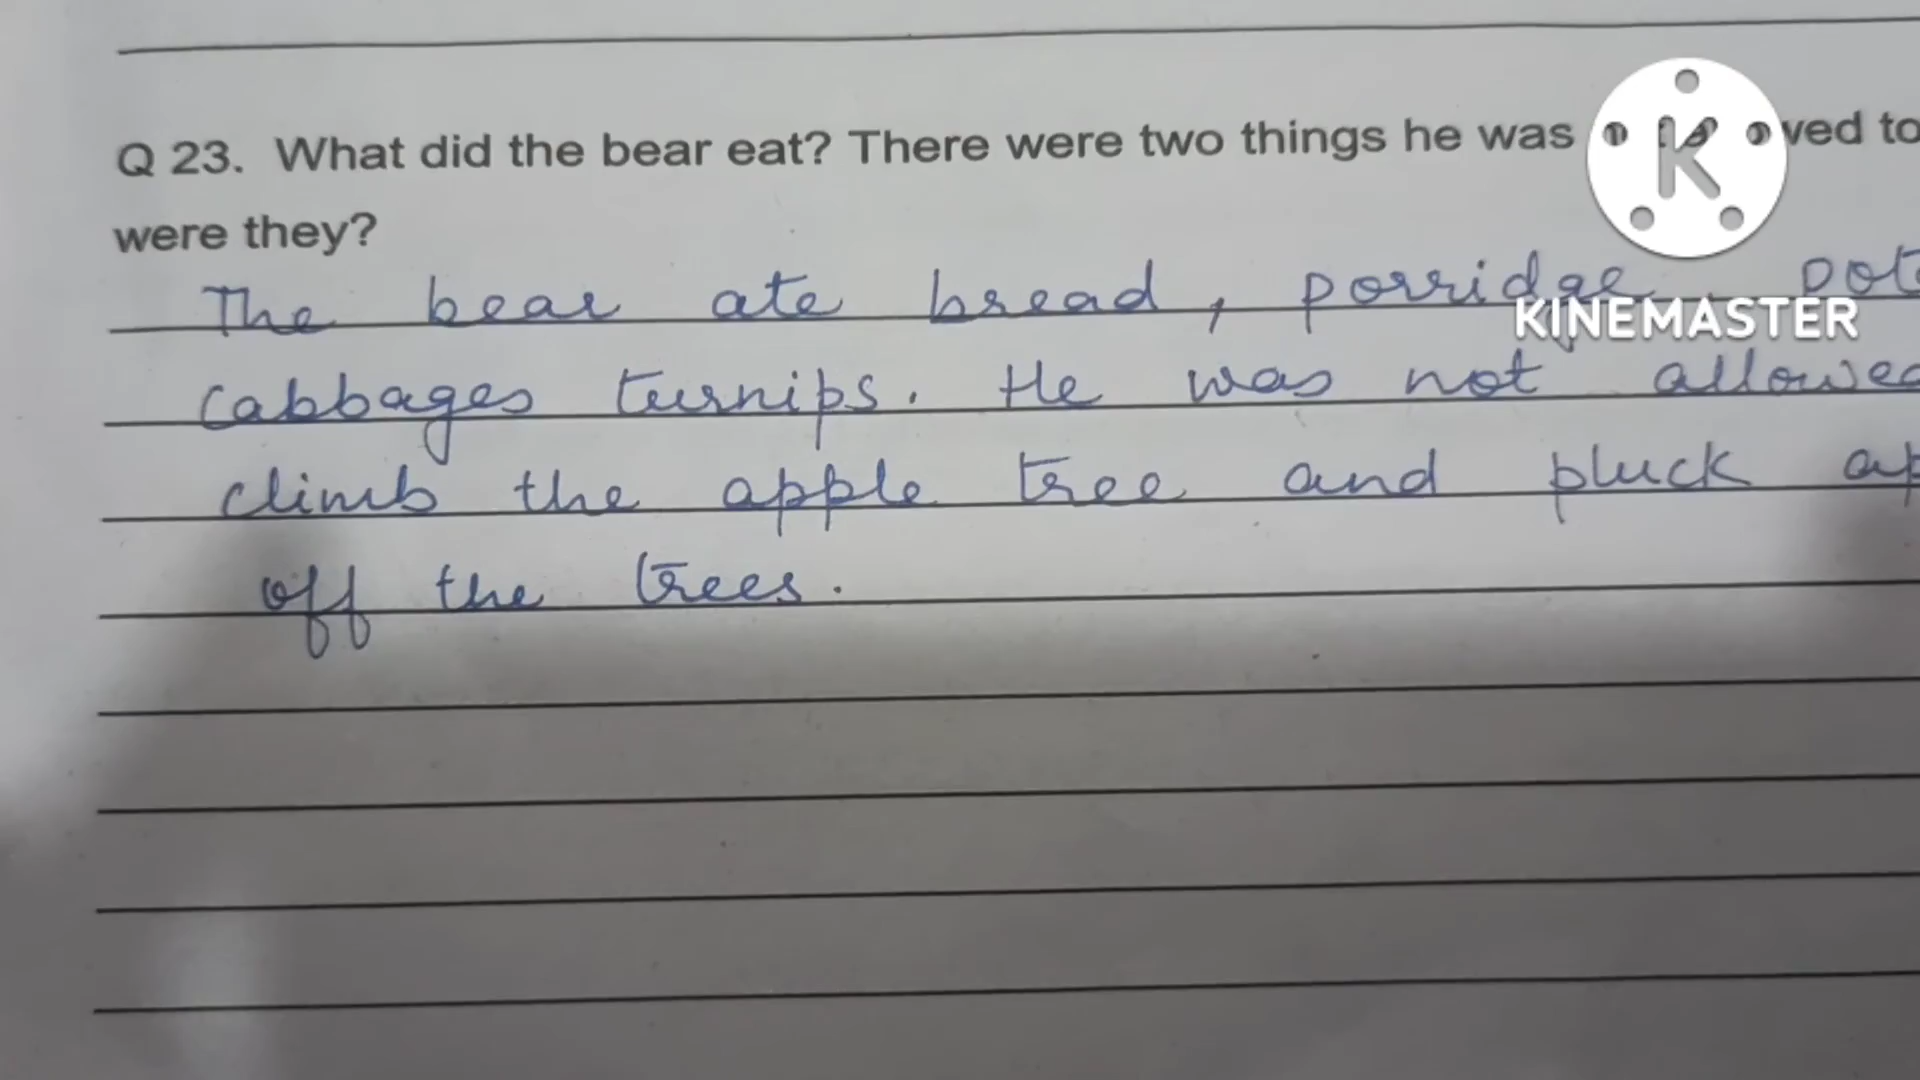 Q 23. What did the bear eat? There were two things he was to
were they?
The bear ate bread, porridge
KINEMASTER
cabbages turnips. He was not allowed
climb the apple tree and pluck
off the trees.